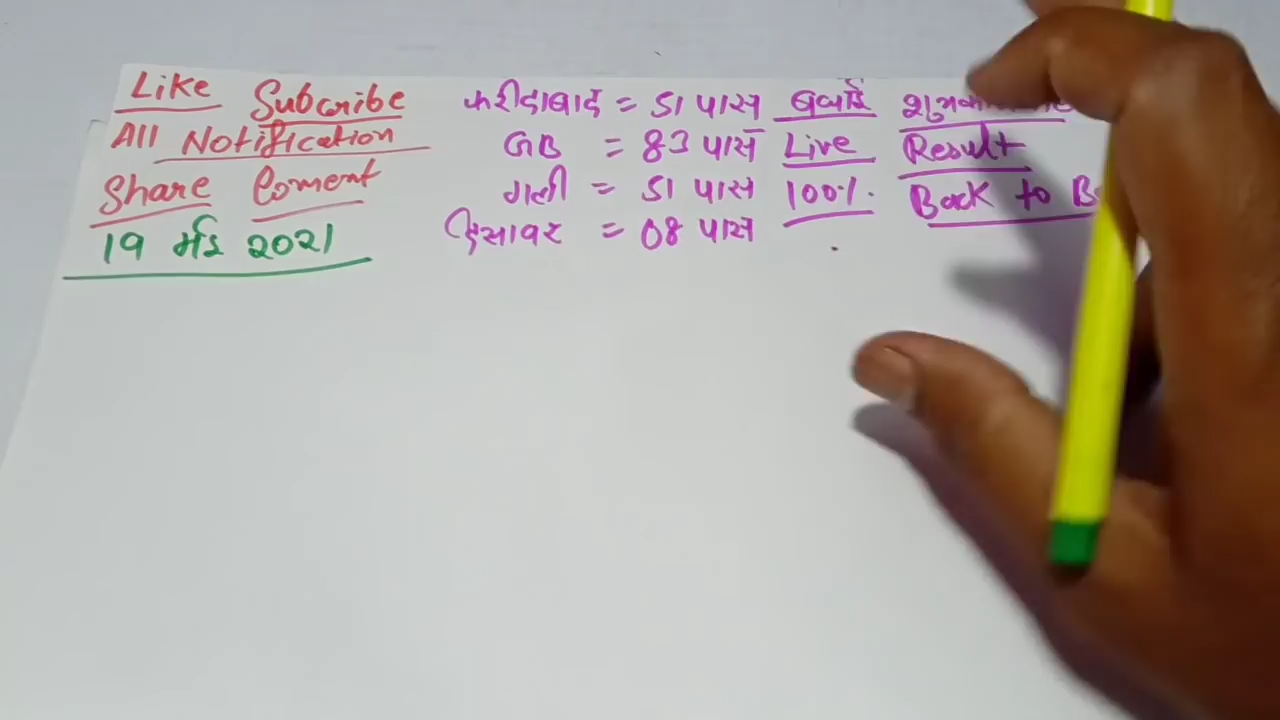 Like Subscribe
All Notification
Share Coment
19 मई 2021
फरीदाबाद = 51 पास बधाई
GB = 83 पास Live Result
गली = 51 पास 100% Back to
दिसावर = 08 पास